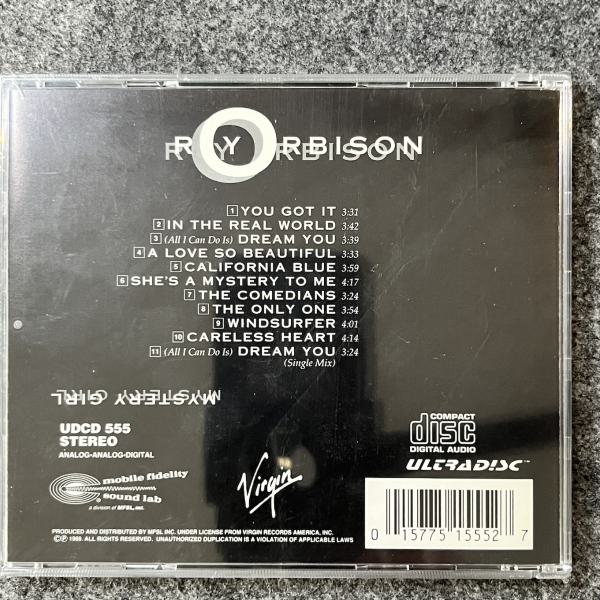 ROY ORBISON
1 YOU GOT IT 3:31
2 IN THE REAL WORLD 3:42
3 (All I Can Do Is) DREAM YOU 3:39
4 A LOVE SO BEAUTIFUL 3:33
5 CALIFORNIA BLUE 3:59
6 SHE'S A MYSTERY TO ME 4:17
7 THE COMEDIANS 3:24
8 THE ONLY ONE 3:54
9 WINDSURFER 4:01
10 CARELESS HEART 4:14
11 (All I Can Do Is) DREAM YOU 3:24
(Single Mix)
MYSTERY GIRL
UDCD 555
STEREO
ANALOG-ANALOG-DIGITAL
mobile fidelity
sound lab
a division of MFSL, inc.
Virgin
COMPACT
disc
DIGITAL AUDIO
ULTRADISC™
PRODUCED AND DISTRIBUTED BY MFSL INC. UNDER LICENSE FROM VIRGIN RECORDS AMERICA, INC.
©℗ 1989. ALL RIGHTS RESERVED. UNAUTHORIZED DUPLICATION IS A VIOLATION OF APPLICABLE LAWS
0 15775 15552 7